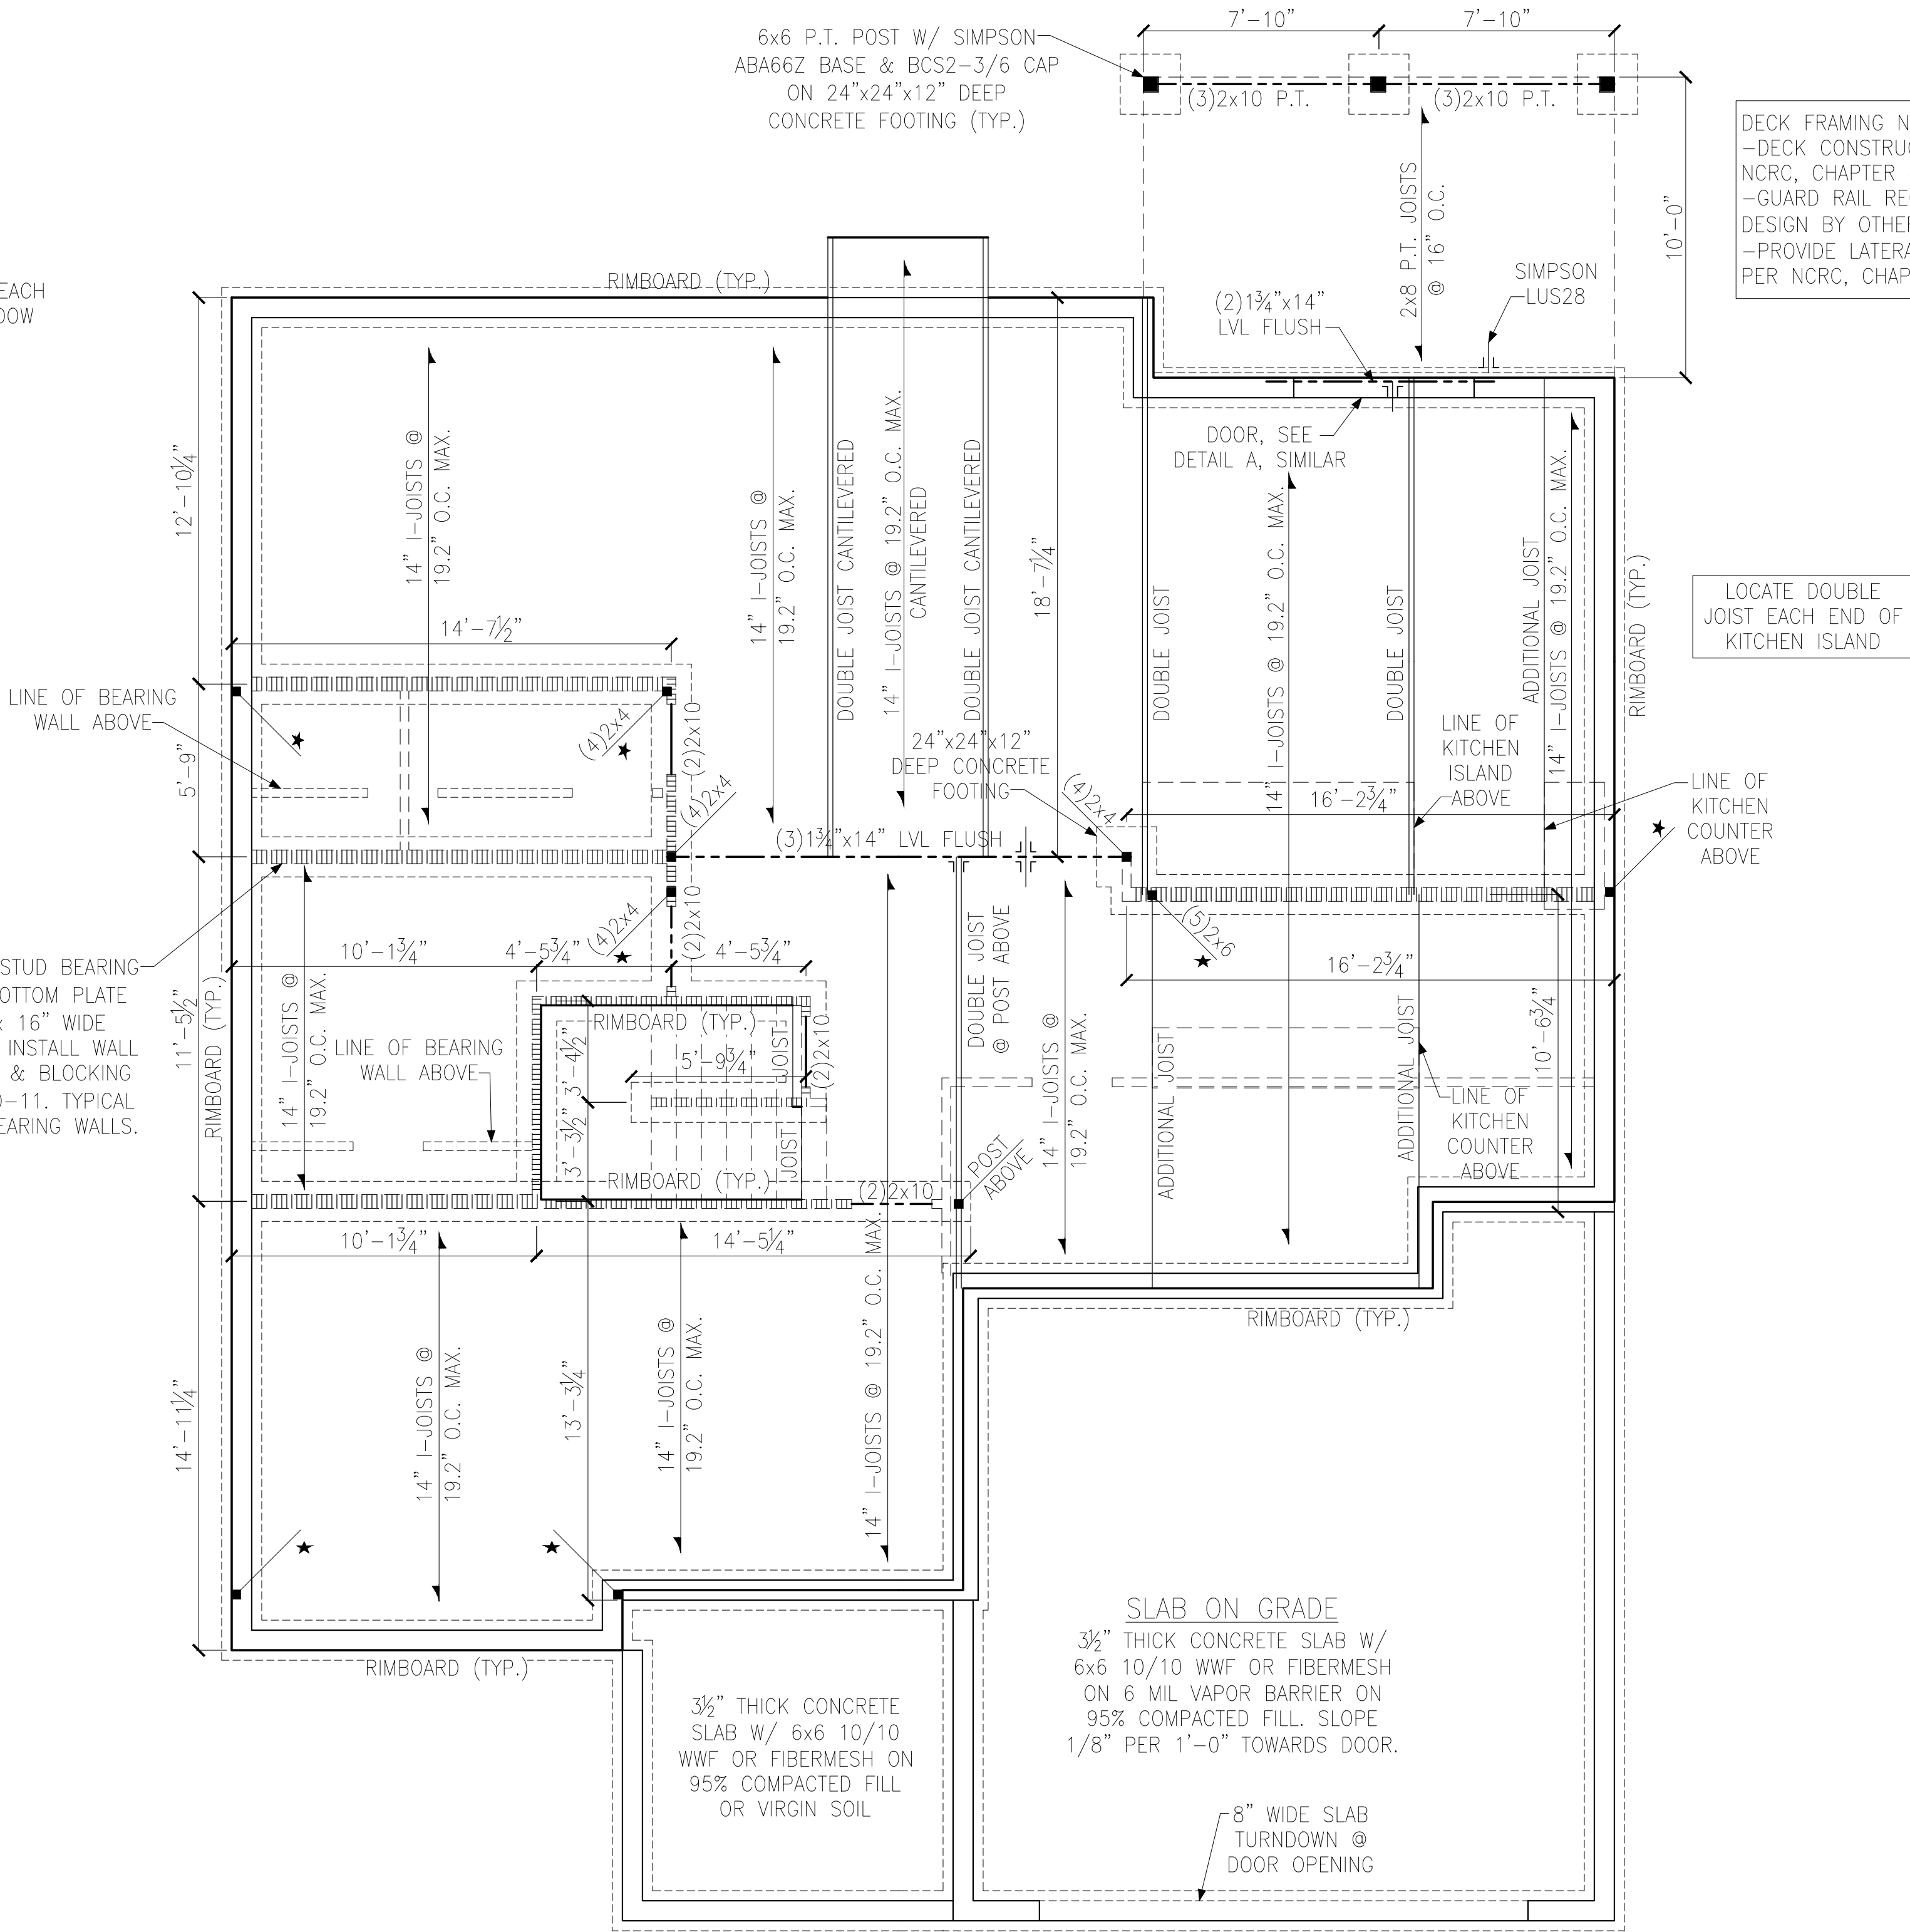 7'-10"
7'-10"
6x6 P.T. POST W/ SIMPSON
ABA66Z BASE & BCS2-3/6 CAP
ON 24"x24"x12" DEEP
CONCRETE FOOTING (TYP.)
(3)2x10 P.T.
(3)2x10 P.T.
2x8 P.T. JOISTS
@ 16" O.C.
10'-0"
DECK FRAMING
-DECK
NCRC, CHAPTER
-GUARD RAIL
DESIGN BY
-PROVIDE
PER NCRC,
EACH
RIMBOARD (TYP.)
SIMPSON
LUS28
(2)1¾"x14"
LVL FLUSH
DOOR, SEE
DETAIL A, SIMILAR
12'-10¼"
14" I-JOISTS @
19.2" O.C. MAX.
14" I-JOISTS @
19.2" O.C. MAX.
DOUBLE JOIST CANTILEVERED
14" I-JOISTS @ 19.2" O.C. MAX.
CANTILEVERED
DOUBLE JOIST CANTILEVERED
18'-7¼"
DOUBLE JOIST
14" I-JOISTS @ 19.2" O.C. MAX.
DOUBLE JOIST
ADDITIONAL JOIST
14" I-JOISTS @ 19.2" O.C. MAX.
RIMBOARD (TYP.)
LOCATE DOUBLE
JOIST EACH END OF
KITCHEN ISLAND
14'-7½"
LINE OF BEARING
WALL ABOVE
5'-9"
(4)2x4
(2)2x10
(4)2x4
24"x24"x12"
DEEP CONCRETE
FOOTING
(4)2x4
LINE OF
KITCHEN
ISLAND
ABOVE
16'-2¾"
LINE OF
KITCHEN
COUNTER
ABOVE
(3)1¾"x14" LVL FLUSH
(4)2x4
(2)2x10
DOUBLE JOIST
@ POST ABOVE
(5)2x6
16'-2¾"
STUD BEARING
BOTTOM PLATE
x 16" WIDE
INSTALL WALL
& BLOCKING
TYPICAL
BEARING WALLS.
11'-5½"
RIMBOARD (TYP.)
10'-1¾"
4'-5¾"
4'-5¾"
14" I-JOISTS @
19.2" O.C. MAX.
LINE OF BEARING
WALL ABOVE
RIMBOARD (TYP.)
3'-4½"
3'-3½"
5'-9¾"
JOIST
(2)2x10
JOIST
RIMBOARD (TYP.)
(2)2x10
POST
ABOVE
14" I-JOISTS @
19.2" O.C. MAX.
ADDITIONAL JOIST
ADDITIONAL JOIST
10'-6¾"
LINE OF
KITCHEN
COUNTER
ABOVE
10'-1¾"
14'-5¼"
14'-11¼"
14" I-JOISTS @
19.2" O.C. MAX.
13'-3¼"
14" I-JOISTS @
19.2" O.C. MAX.
14" I-JOISTS @ 19.2" O.C. MAX.
RIMBOARD (TYP.)
RIMBOARD (TYP.)
SLAB ON GRADE
3½" THICK CONCRETE SLAB W/
6x6 10/10 WWF OR FIBERMESH
ON 6 MIL VAPOR BARRIER ON
95% COMPACTED FILL. SLOPE
1/8" PER 1'-0" TOWARDS DOOR.
3½" THICK CONCRETE
SLAB W/ 6x6 10/10
WWF OR FIBERMESH ON
95% COMPACTED FILL
OR VIRGIN SOIL
8" WIDE SLAB
TURNDOWN @
DOOR OPENING